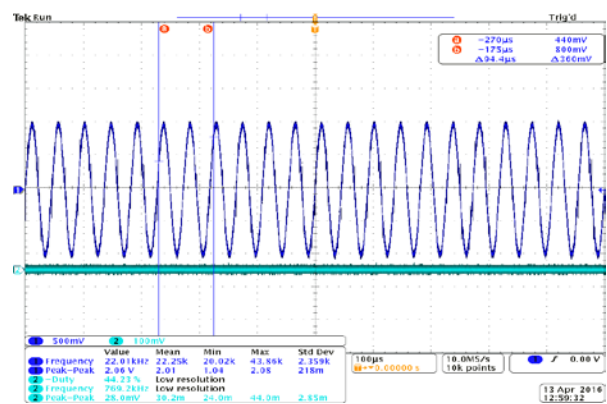 Tek Run Trig'd
a b
a -270µs 440mV
b -175µs 800mV
Δ94.4µs Δ360mV
1 500mV 2 100mV
Value Mean Min Max Std Dev
1 Frequency 22.01kHz 22.25k 20.02k 43.86k 2.359k
1 Peak-Peak 2.06 V 2.01 1.04 2.08 218m
2 -Duty 44.23 % Low resolution
2 Frequency 769.2kHz Low resolution
2 Peak-Peak 28.0mV 30.2m 24.0m 44.0m 2.85m
100µs 10.0MS/s 1 0.00 V
0.00000 s 10k points
13 Apr 2016
12:59:32